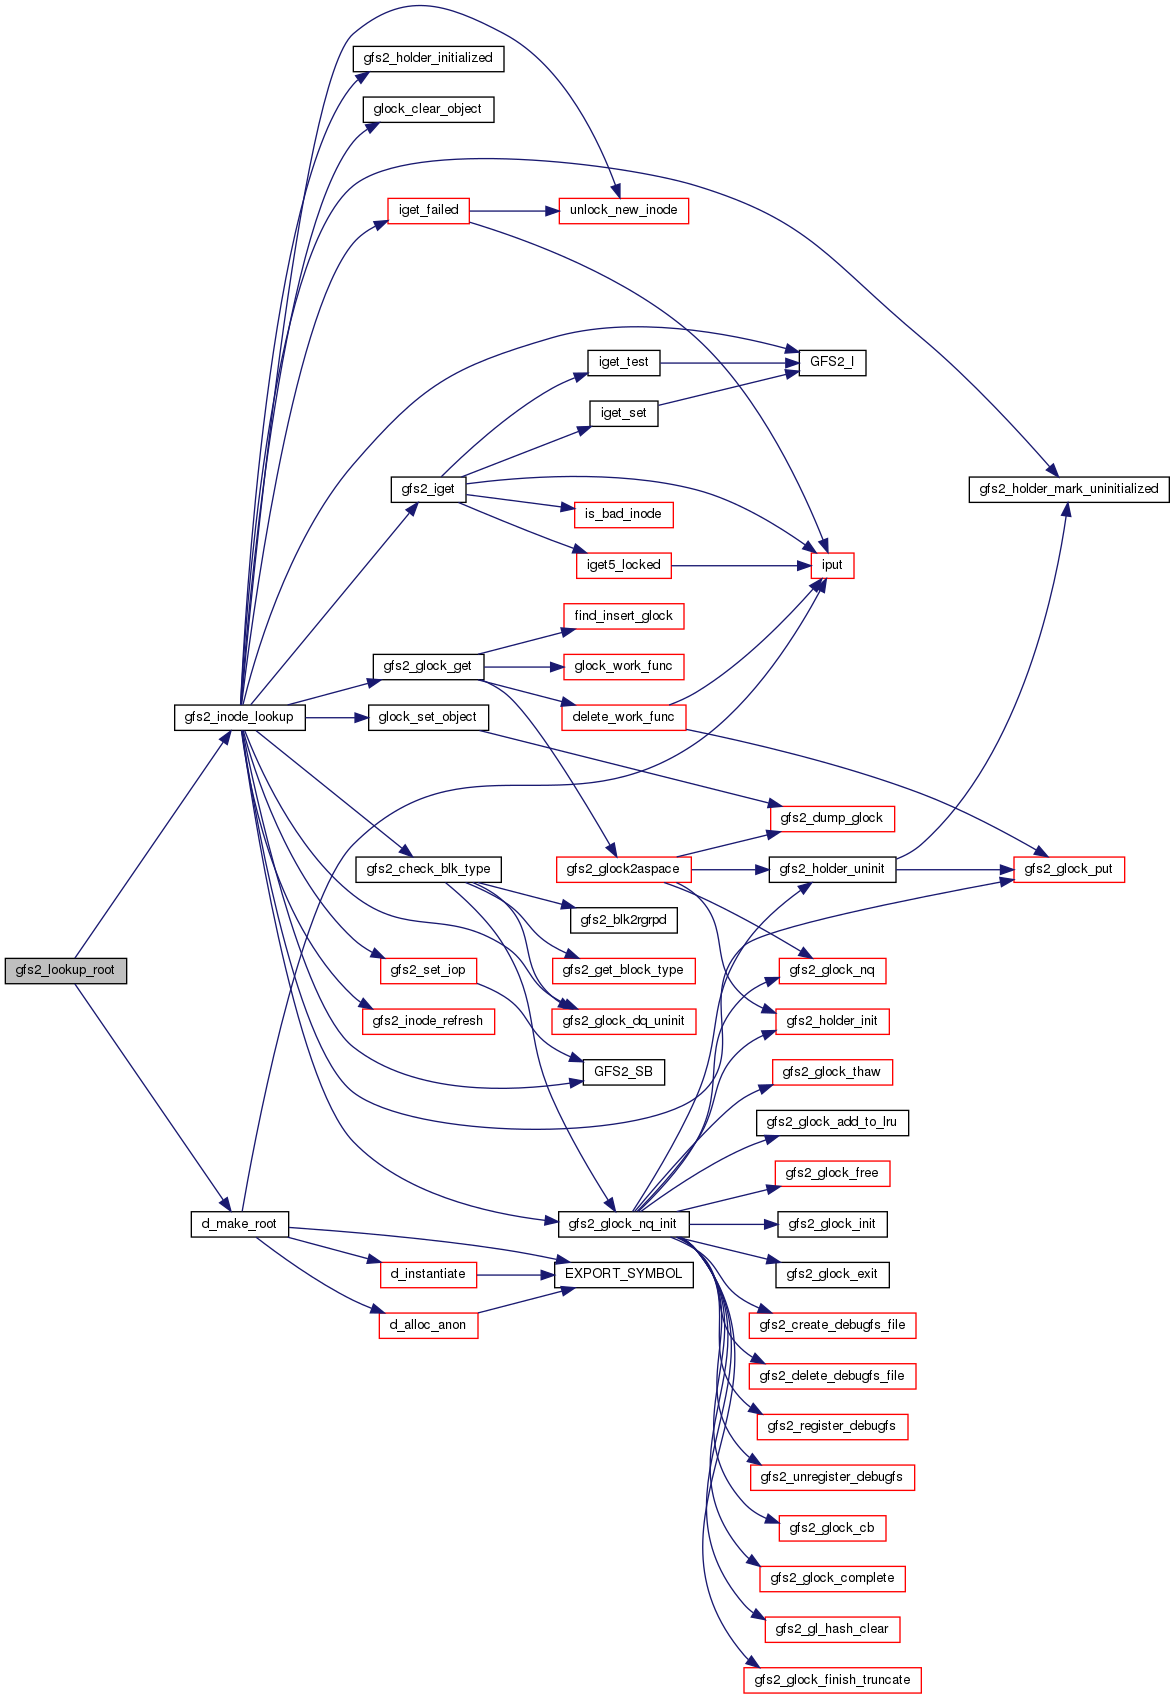 gfs2_holder_initialized
glock_clear_object
iget_failed
unlock_new_inode
iget_test
GFS2_I
iget_set
gfs2_iget
gfs2_holder_mark_uninitialized
is_bad_inode
iget5_locked
iput
find_insert_glock
gfs2_glock_get
glock_work_func
gfs2_inode_lookup
glock_set_object
delete_work_func
gfs2_dump_glock
gfs2_check_blk_type
gfs2_glock2aspace
gfs2_holder_uninit
gfs2_glock_put
gfs2_blk2rgrpd
gfs2_lookup_root
gfs2_set_iop
gfs2_get_block_type
gfs2_glock_nq
gfs2_inode_refresh
gfs2_glock_dq_uninit
gfs2_holder_init
GFS2_SB
gfs2_glock_thaw
gfs2_glock_add_to_lru
gfs2_glock_free
d_make_root
gfs2_glock_nq_init
gfs2_glock_init
d_instantiate
EXPORT_SYMBOL
gfs2_glock_exit
d_alloc_anon
gfs2_create_debugfs_file
gfs2_delete_debugfs_file
gfs2_register_debugfs
gfs2_unregister_debugfs
gfs2_glock_cb
gfs2_glock_complete
gfs2_gl_hash_clear
gfs2_glock_finish_truncate